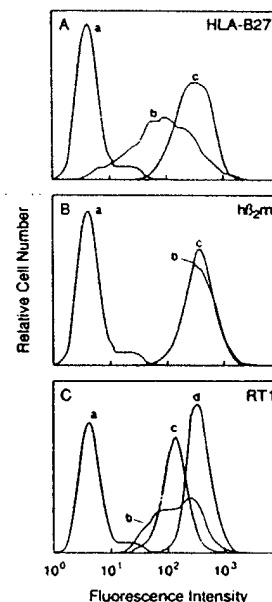 A
HLA-B27
a
b
c
B
hβ₂m
a
b
c
Relative Cell Number
C
RT1
a
b
c
d
10⁰ 10¹ 10² 10³
Fluorescence Intensity